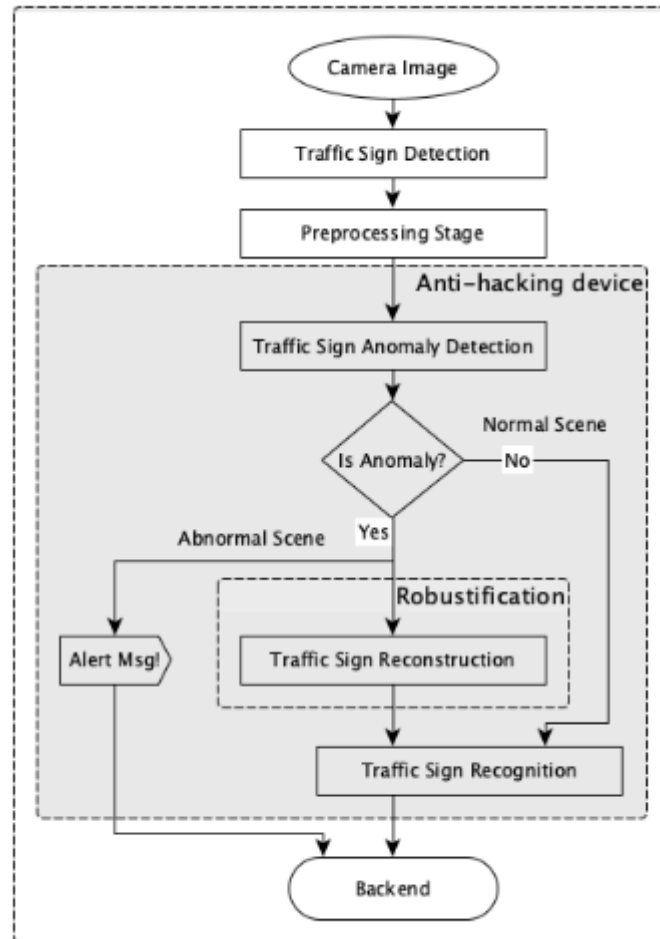 Camera Image
Traffic Sign Detection
Preprocessing Stage
Anti-hacking device
Traffic Sign Anomaly Detection
Normal Scene
Is Anomaly?
No
Yes
Abnormal Scene
Robustification
Alert Msg!
Traffic Sign Reconstruction
Traffic Sign Recognition
Backend